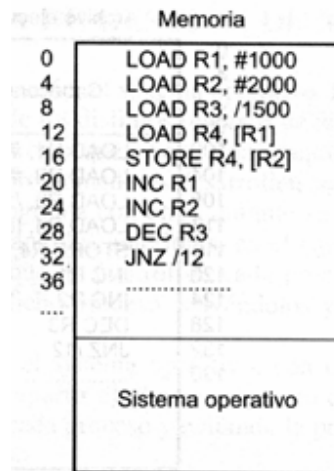 Memoria
0 LOAD R1, #1000
4 LOAD R2, #2000
8 LOAD R3, /1500
12 LOAD R4, [R1]
16 STORE R4, [R2]
20 INC R1
24 INC R2
28 DEC R3
32 JNZ /12
36 ..................
....
Sistema operativo